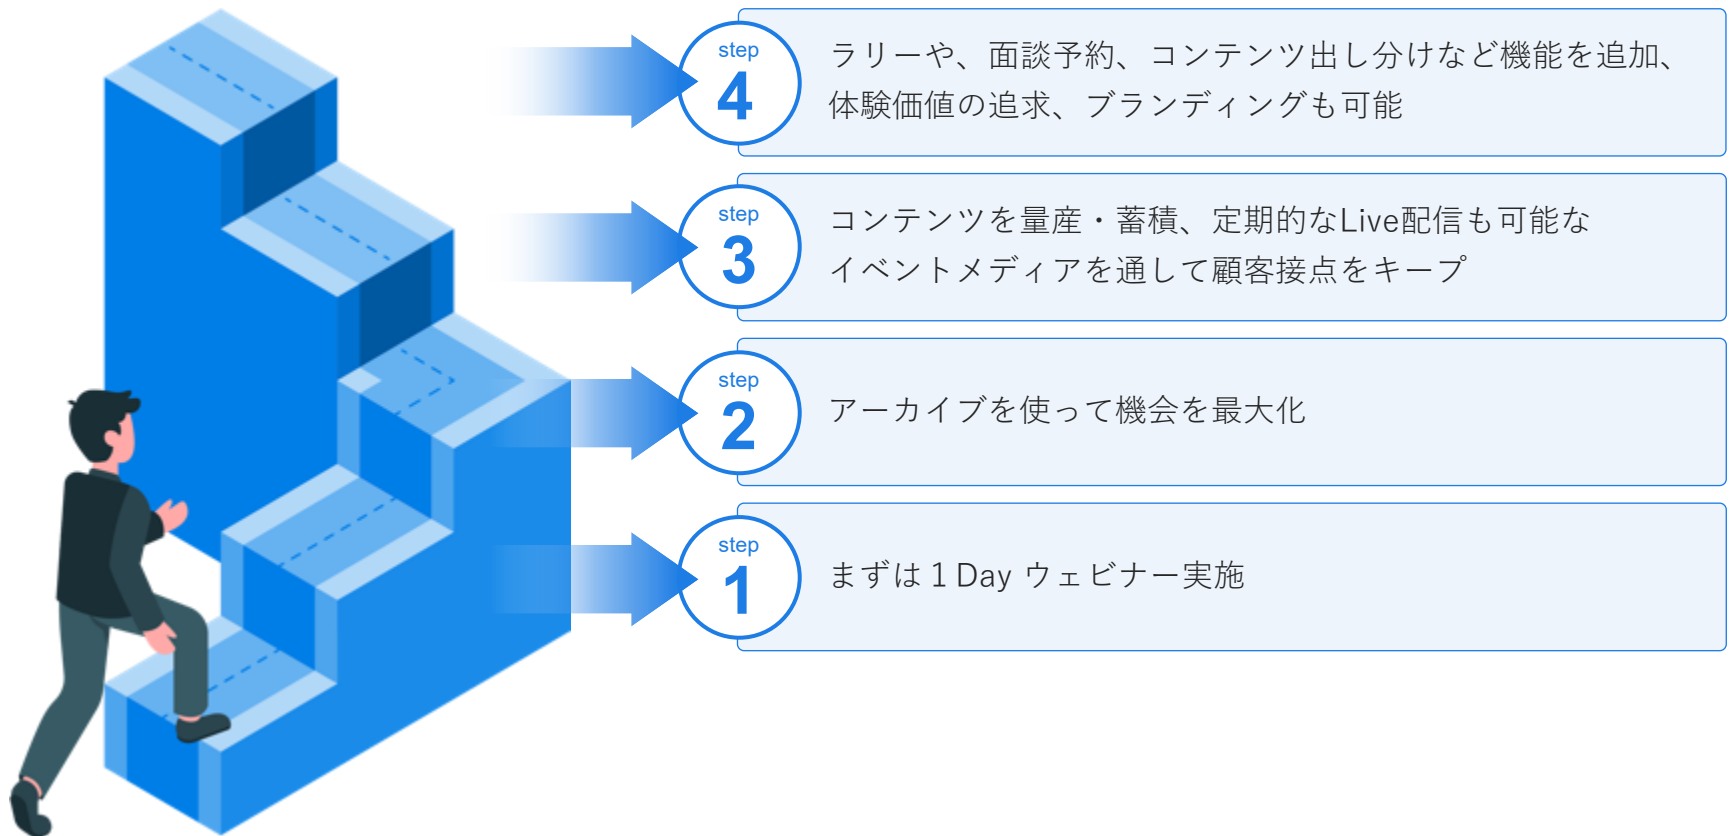 step
4
ラリーや、面談予約、コンテンツ出し分けなど機能を追加、
体験価値の追求、ブランディングも可能
step
3
コンテンツを量産・蓄積、定期的なLive配信も可能な
イベントメディアを通して顧客接点をキープ
step
2
アーカイブを使って機会を最大化
step
1
まずは１Day ウェビナー実施